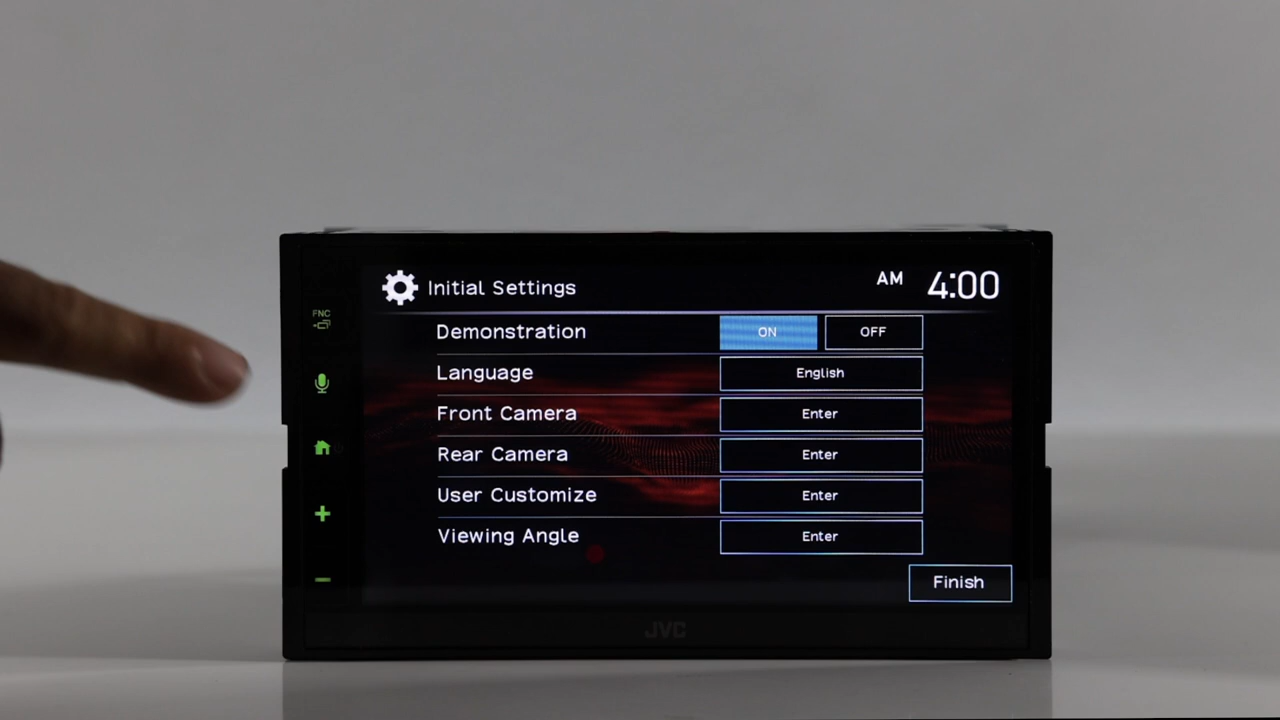 FNC
Initial Settings
AM 4:00
Demonstration ON OFF
Language English
Front Camera Enter
Rear Camera Enter
User Customize Enter
Viewing Angle Enter
Finish
JVC